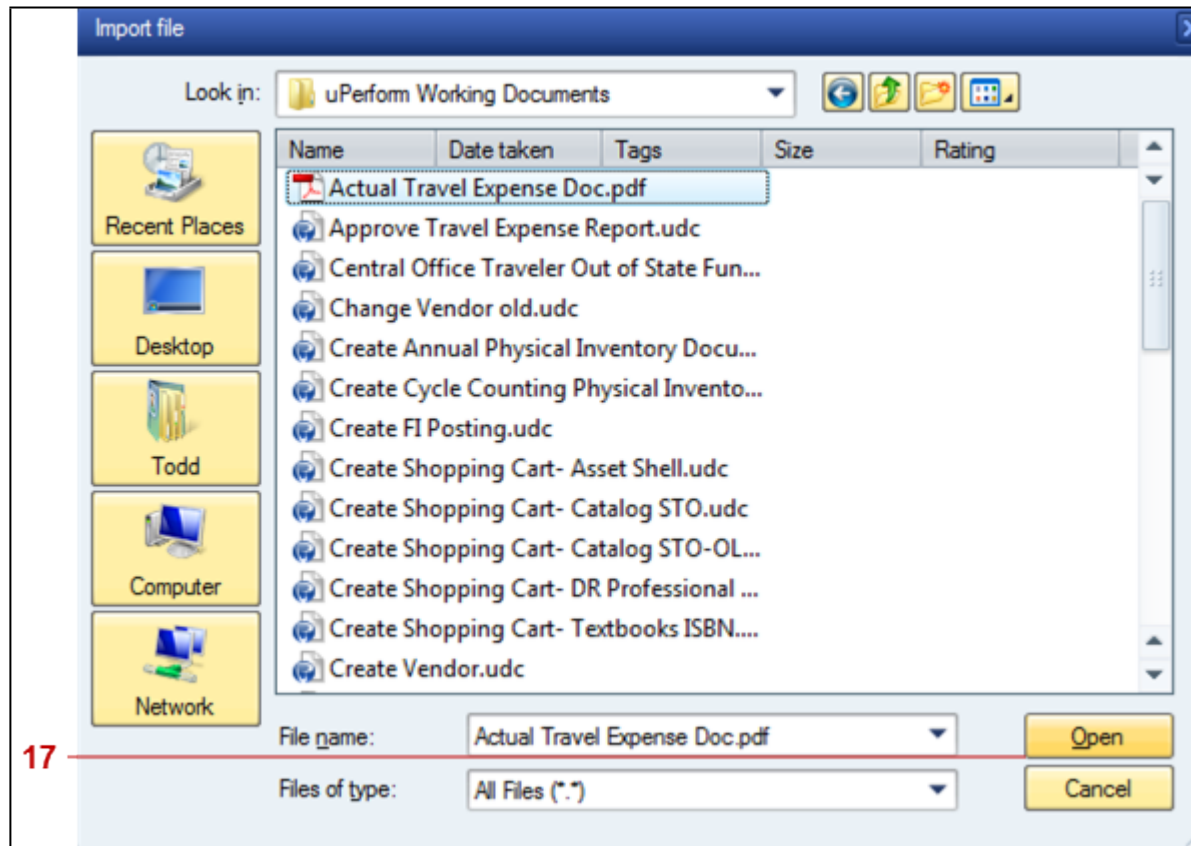 Import file
Look in: uPerform Working Documents
Name Date taken Tags Size Rating
Recent Places
Desktop
Todd
Computer
Network
Actual Travel Expense Doc.pdf
Approve Travel Expense Report.udc
Central Office Traveler Out of State Fun...
Change Vendor old.udc
Create Annual Physical Inventory Docu...
Create Cycle Counting Physical Invento...
Create FI Posting.udc
Create Shopping Cart- Asset Shell.udc
Create Shopping Cart- Catalog STO.udc
Create Shopping Cart- Catalog STO-OL...
Create Shopping Cart- DR Professional ...
Create Shopping Cart- Textbooks ISBN....
Create Vendor.udc
File name: Actual Travel Expense Doc.pdf Open
17
Files of type: All Files (*.*) Cancel